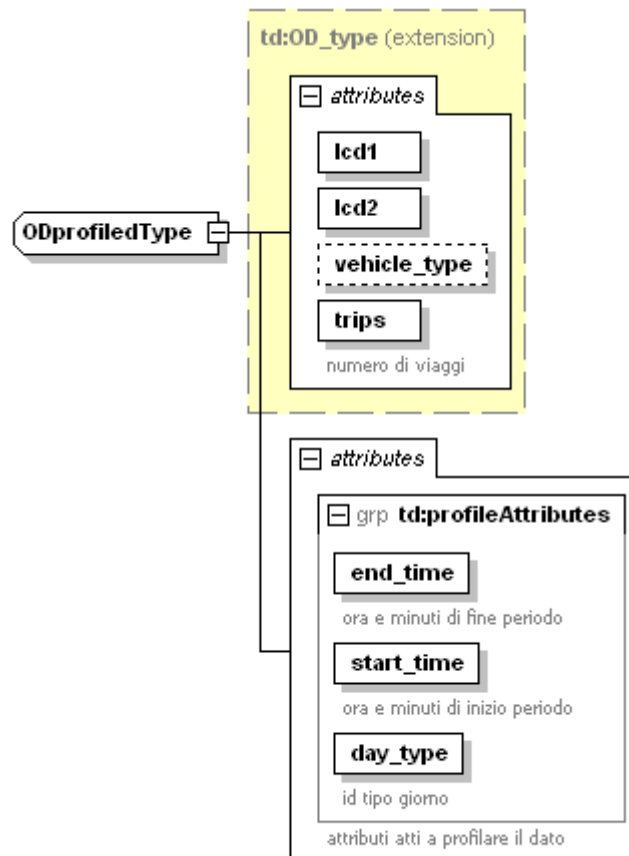 td:OD_type (extension)
attributes
lcd1
lcd2
ODprofiledType
vehicle_type
trips
numero di viaggi
attributes
grp td:profileAttributes
end_time
ora e minuti di fine periodo
start_time
ora e minuti di inizio periodo
day_type
id tipo giorno
attributi atti a profilare il dato